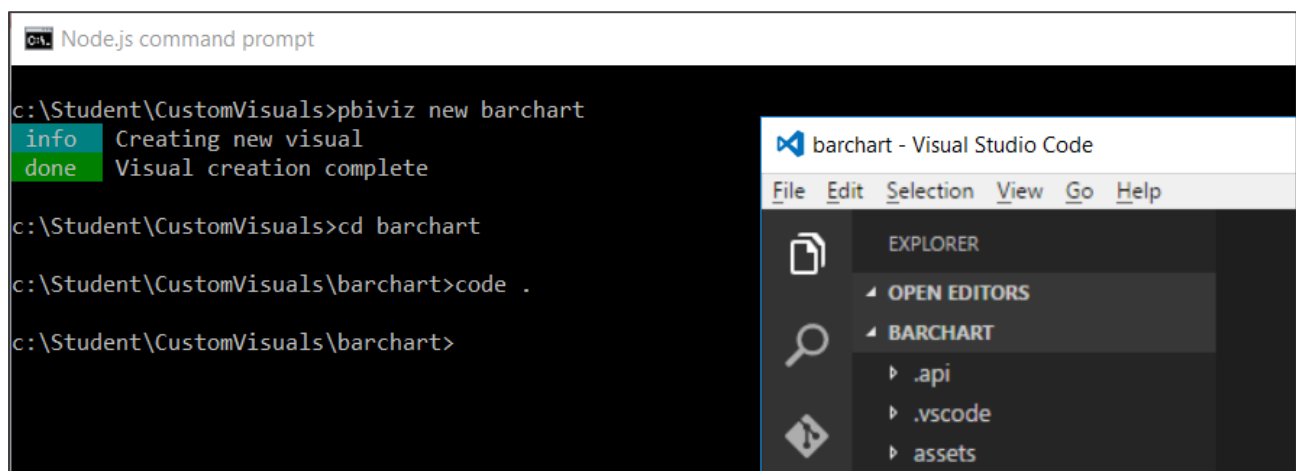 Node.js command prompt
c:\Student\CustomVisuals>pbiviz new barchart
info Creating new visual
done Visual creation complete
c:\Student\CustomVisuals>cd barchart
c:\Student\CustomVisuals\barchart>code .
c:\Student\CustomVisuals\barchart>
barchart - Visual Studio Code
File Edit Selection View Go Help
EXPLORER
OPEN EDITORS
BARCHART
.api
.vscode
assets